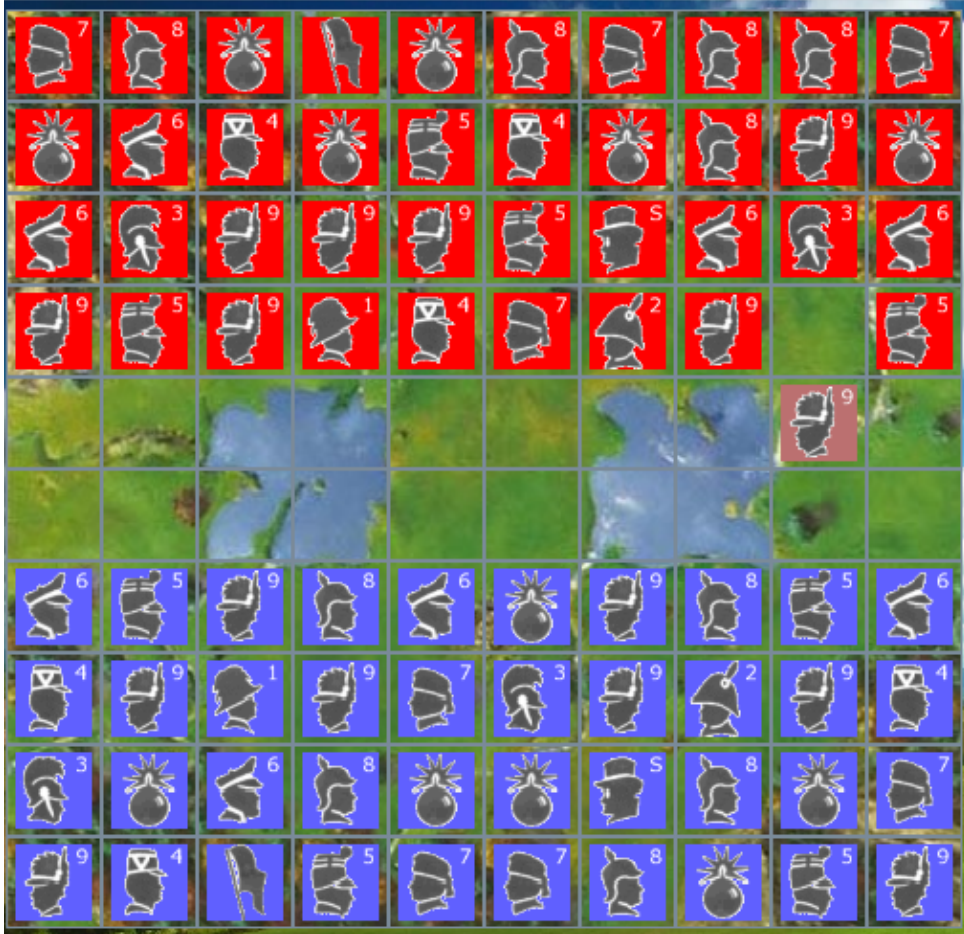 7 8 8 7 8 8 7
6 4 5 4 8 9
6 3 9 9 9 5 S 6 3 6
9 5 9 1 4 7 2 9 5
9
6 5 9 8 6 9 8 5 6
4 9 1 9 7 3 9 2 9 4
3 6 8 S 8 7
9 4 5 7 7 8 5 9